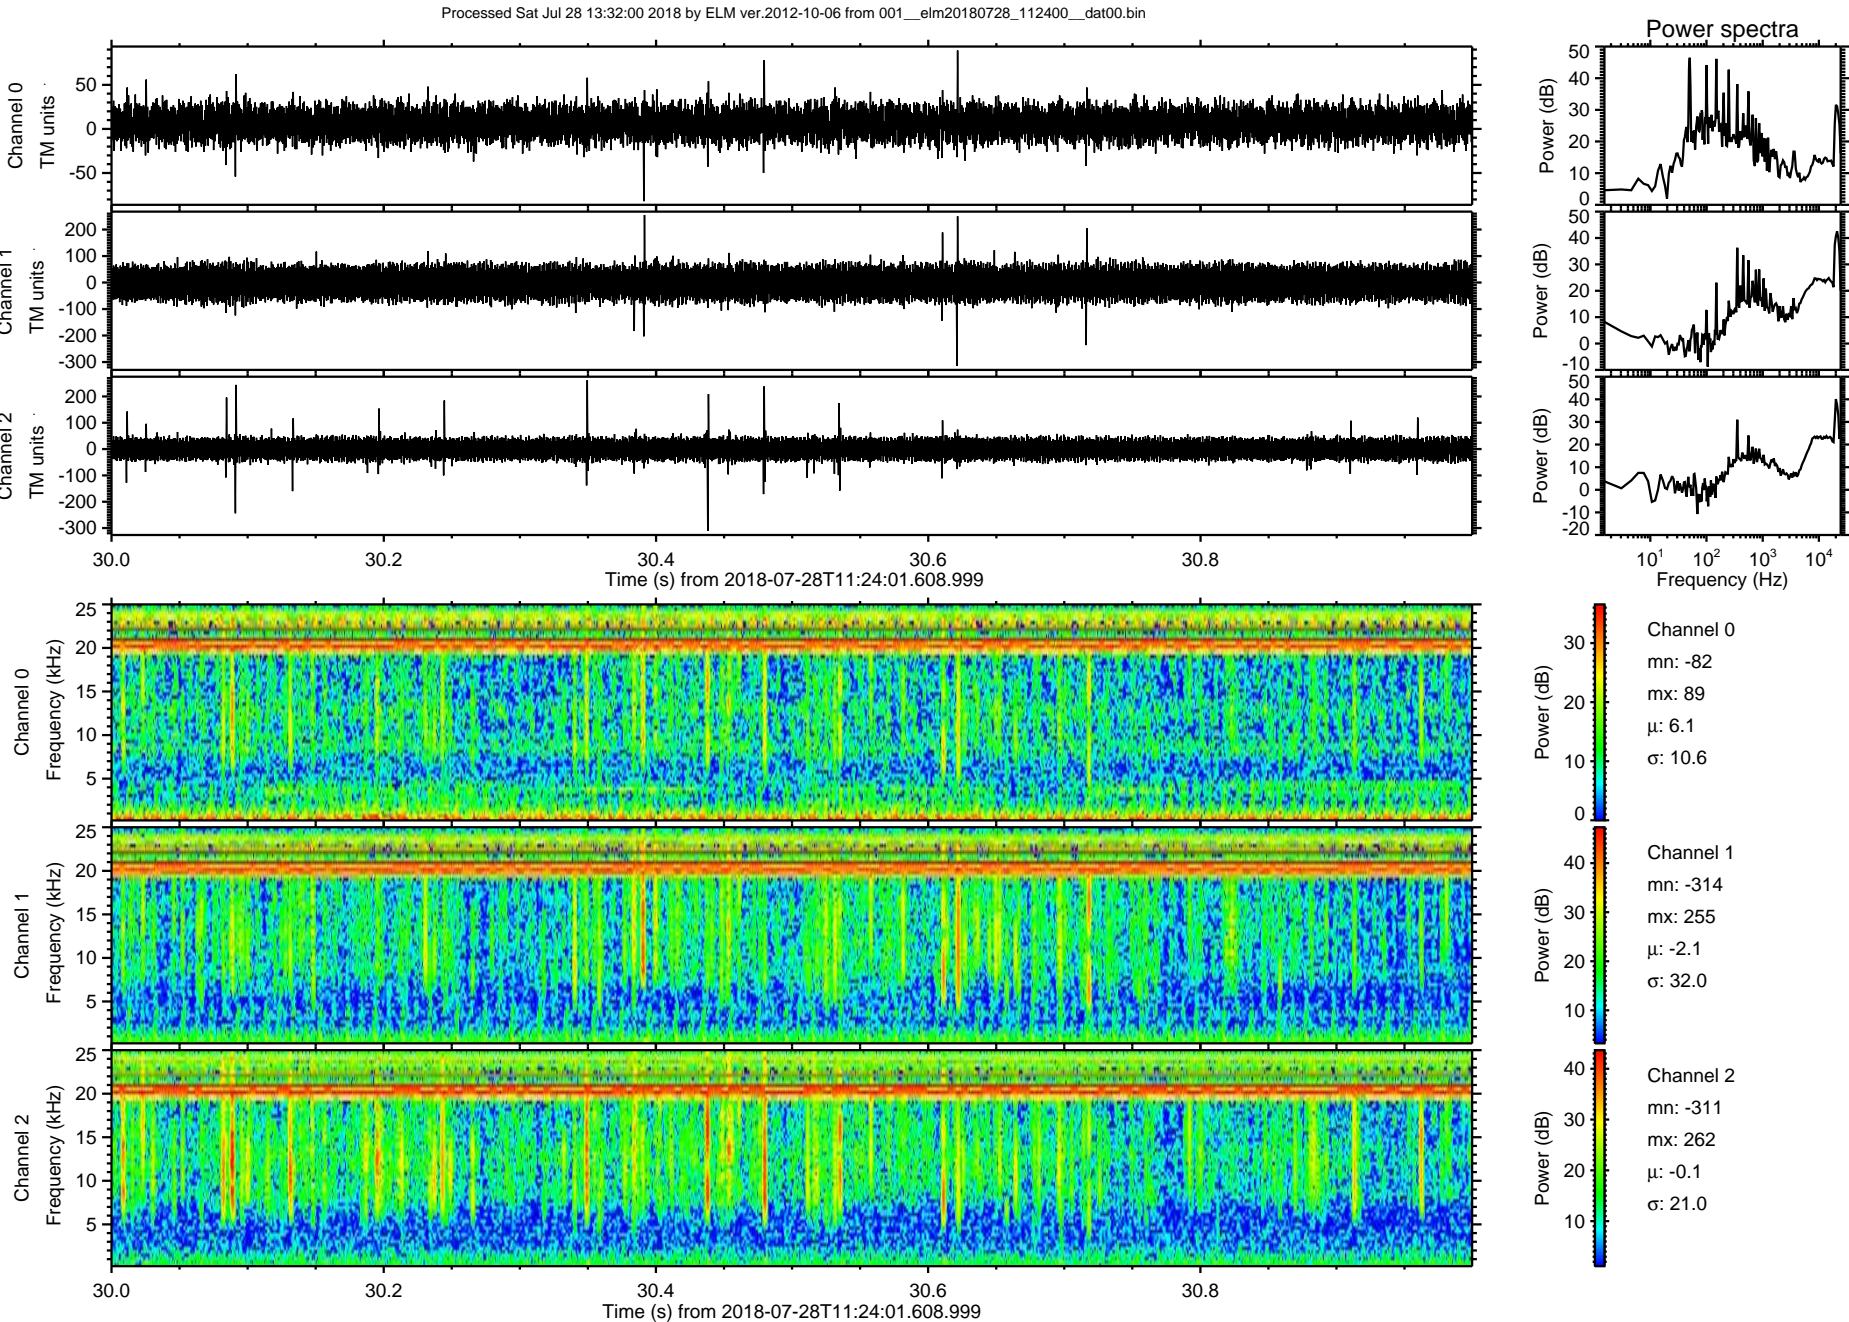 Processed Sat Jul 28 13:32:00 2018 by ELM ver.2012-10-06 from 001__elm20180728_112400__dat00.bin
Power spectra
Channel 0
TM units
50
0
-50
Power (dB)
50
40
30
20
10
0
Channel 1
TM units
200
100
0
-100
-200
-300
Power (dB)
50
40
30
20
10
0
-10
Channel 2
TM units
200
100
0
-100
-200
-300
Power (dB)
50
40
30
20
10
0
-10
-20
30.0 30.2 30.4 30.6 30.8
Time (s) from 2018-07-28T11:24:01.608.999
10¹ 10² 10³ 10⁴
Frequency (Hz)
Channel 0
Frequency (kHz)
25
20
15
10
5
Power (dB)
30
20
10
0
Channel 0
mn: -82
mx: 89
μ: 6.1
σ: 10.6
Channel 1
Frequency (kHz)
25
20
15
10
5
Power (dB)
40
30
20
10
Channel 1
mn: -314
mx: 255
μ: -2.1
σ: 32.0
Channel 2
Frequency (kHz)
25
20
15
10
5
Power (dB)
40
30
20
10
Channel 2
mn: -311
mx: 262
μ: -0.1
σ: 21.0
30.0 30.2 30.4 30.6 30.8
Time (s) from 2018-07-28T11:24:01.608.999